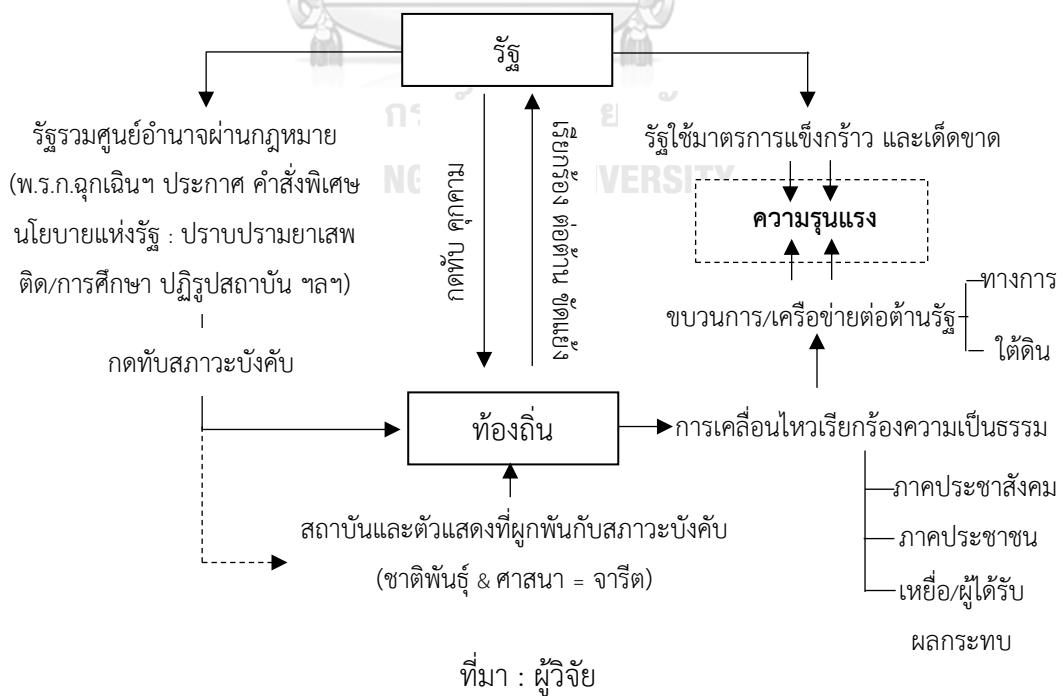 รัฐ
รัฐรวมศูนย์อำนาจผ่านกฎหมาย
(พ.ร.ก.ฉุกเฉินฯ ประกาศ คำสั่งพิเศษ
นโยบายแห่งรัฐ : ปราบปรามยาเสพ
ติด/การศึกษา ปฏิรูปสถาบัน ฯลฯ)
กดทับสภาวะบังคับ
กดทับ คุกคาม
เรียกร้อง ต่อต้าน ขัดแย้ง
รัฐใช้มาตรการแข็งกร้าว และเด็ดขาด
ความรุนแรง
ขบวนการ/เครือข่ายต่อต้านรัฐ
ทางการ
ใต้ดิน
ท้องถิ่น
การเคลื่อนไหวเรียกร้องความเป็นธรรม
ภาคประชาสังคม
ภาคประชาชน
เหยื่อ/ผู้ได้รับ
ผลกระทบ
สถาบันและตัวแสดงที่ผูกพันกับสภาวะบังคับ
(ชาติพันธุ์ & ศาสนา = จารีต)
ที่มา : ผู้วิจัย